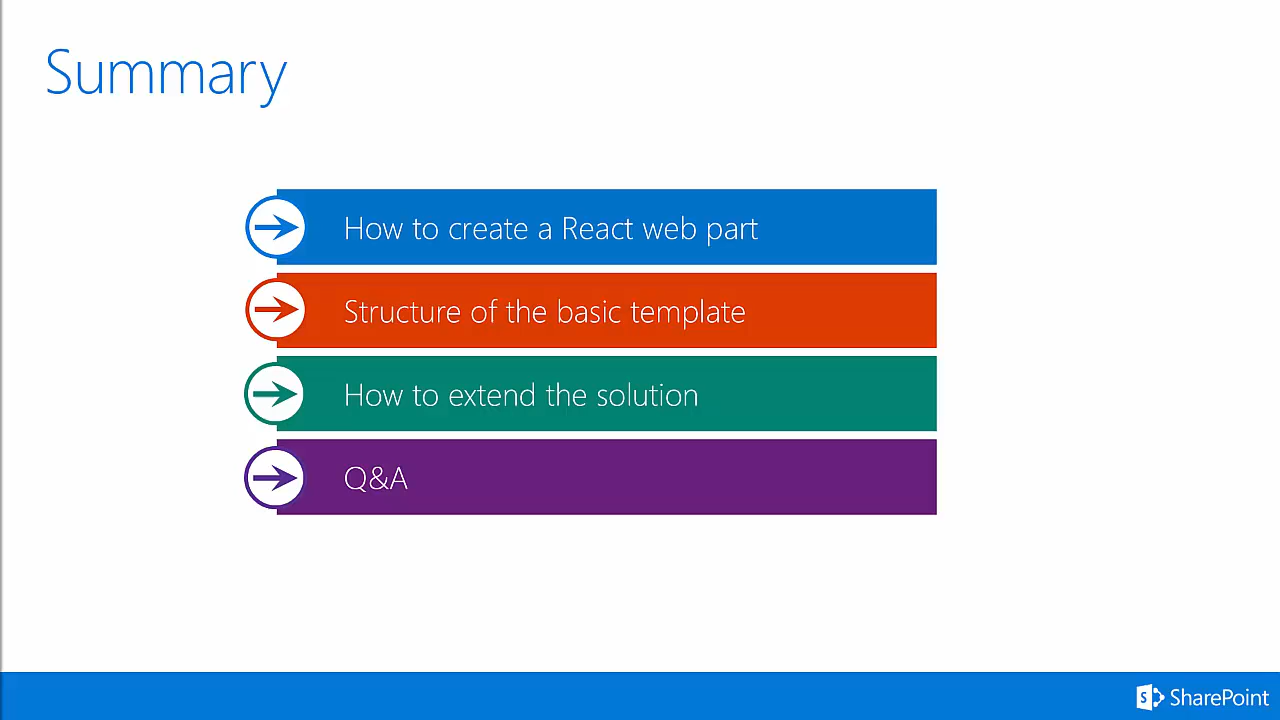 Summary
How to create a React web part
Structure of the basic template
How to extend the solution
Q&A
S SharePoint